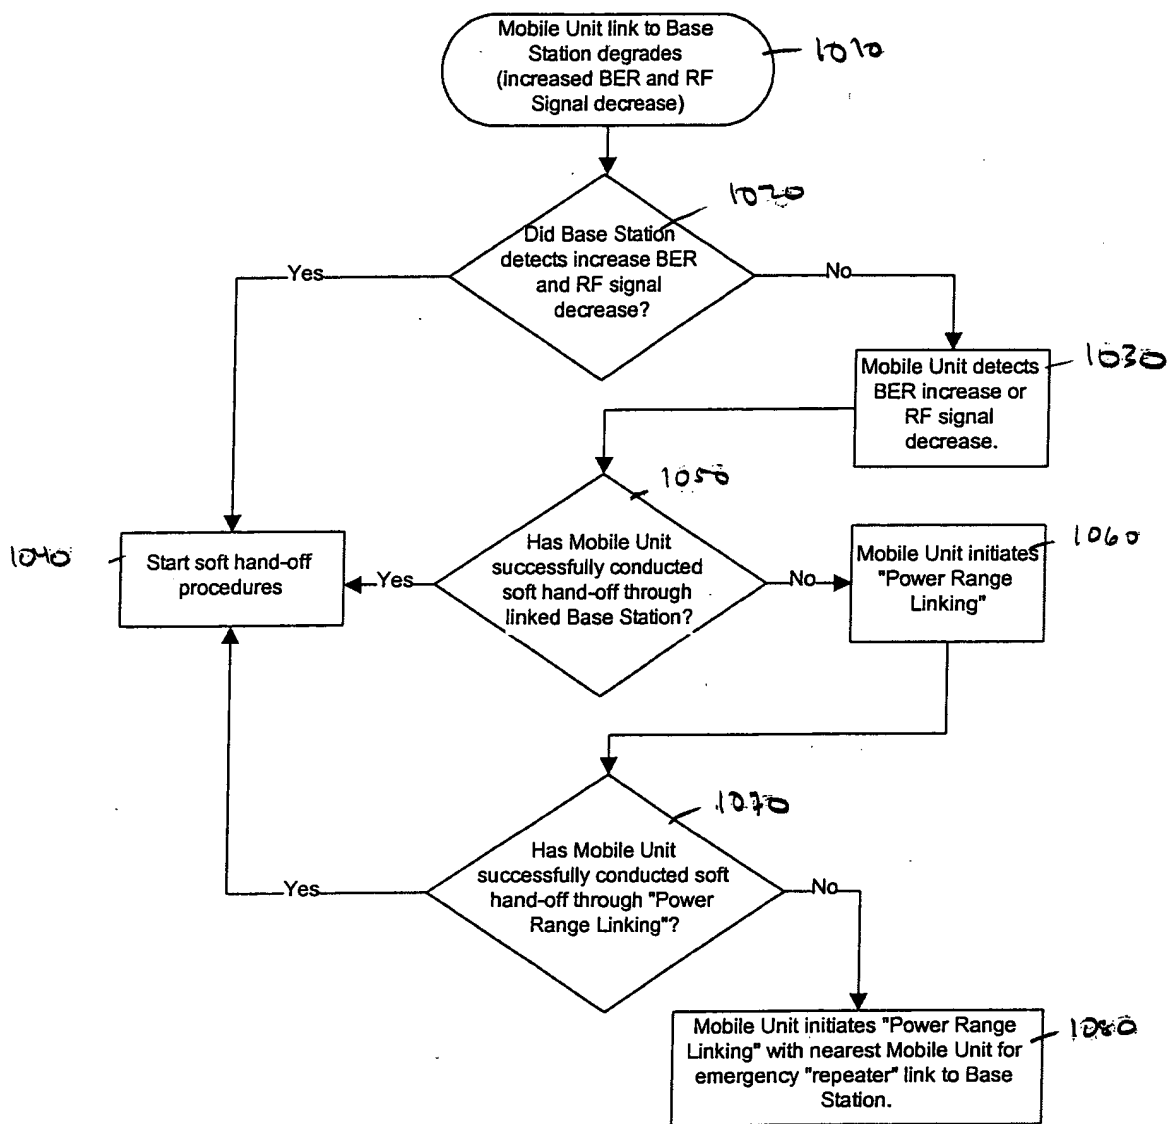 Mobile Unit link to Base
Station degrades
(increased BER and RF
Signal decrease)
1010
1020
Did Base Station
detects increase BER
and RF signal
decrease?
Yes
No
Mobile Unit detects
BER increase or
RF signal
decrease.
1030
1050
Has Mobile Unit
successfully conducted
soft hand-off through
linked Base Station?
Yes
No
1040
Start soft hand-off
procedures
Mobile Unit initiates
"Power Range
Linking"
1060
1070
Has Mobile Unit
successfully conducted soft
hand-off through "Power
Range Linking"?
Yes
No
Mobile Unit initiates "Power Range
Linking" with nearest Mobile Unit for
emergency "repeater" link to Base
Station.
1080